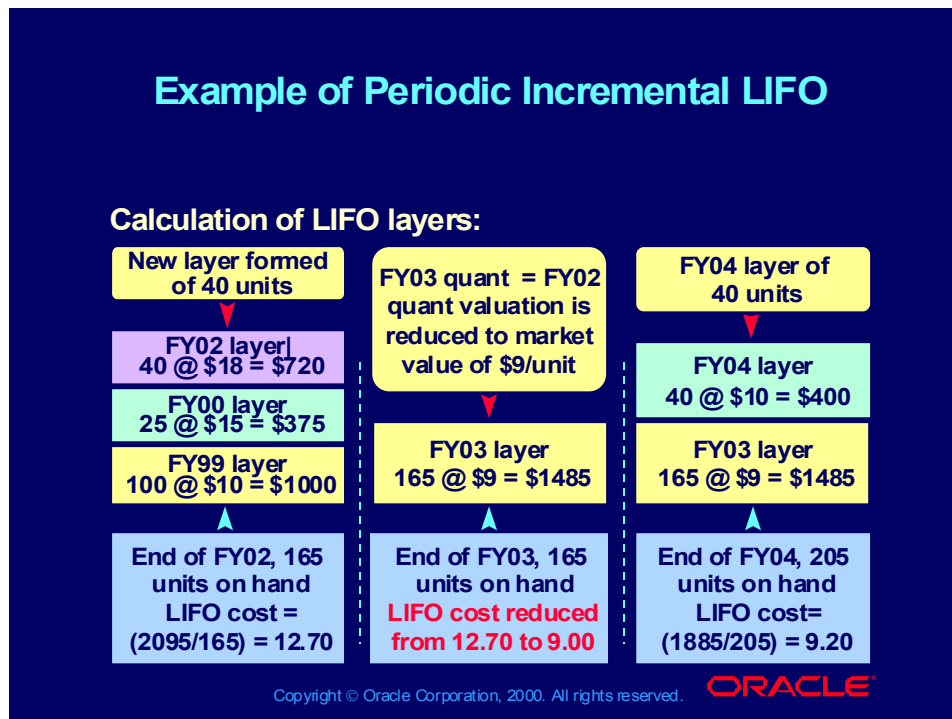 Example of Periodic Incremental LIFO
Calculation of LIFO layers:
New layer formed
of 40 units
FY02 layer|
40 @ $18 = $720
FY00 layer
25 @ $15 = $375
FY99 layer
100 @ $10 = $1000
End of FY02, 165
units on hand
LIFO cost =
(2095/165) = 12.70
FY03 quant = FY02
quant valuation is
reduced to market
value of $9/unit
FY03 layer
165 @ $9 = $1485
End of FY03, 165
units on hand
LIFO cost reduced
from 12.70 to 9.00
FY04 layer of
40 units
FY04 layer
40 @ $10 = $400
FY03 layer
165 @ $9 = $1485
End of FY04, 205
units on hand
LIFO cost=
(1885/205) = 9.20
Copyright © Oracle Corporation, 2000. All rights reserved.
ORACLE®